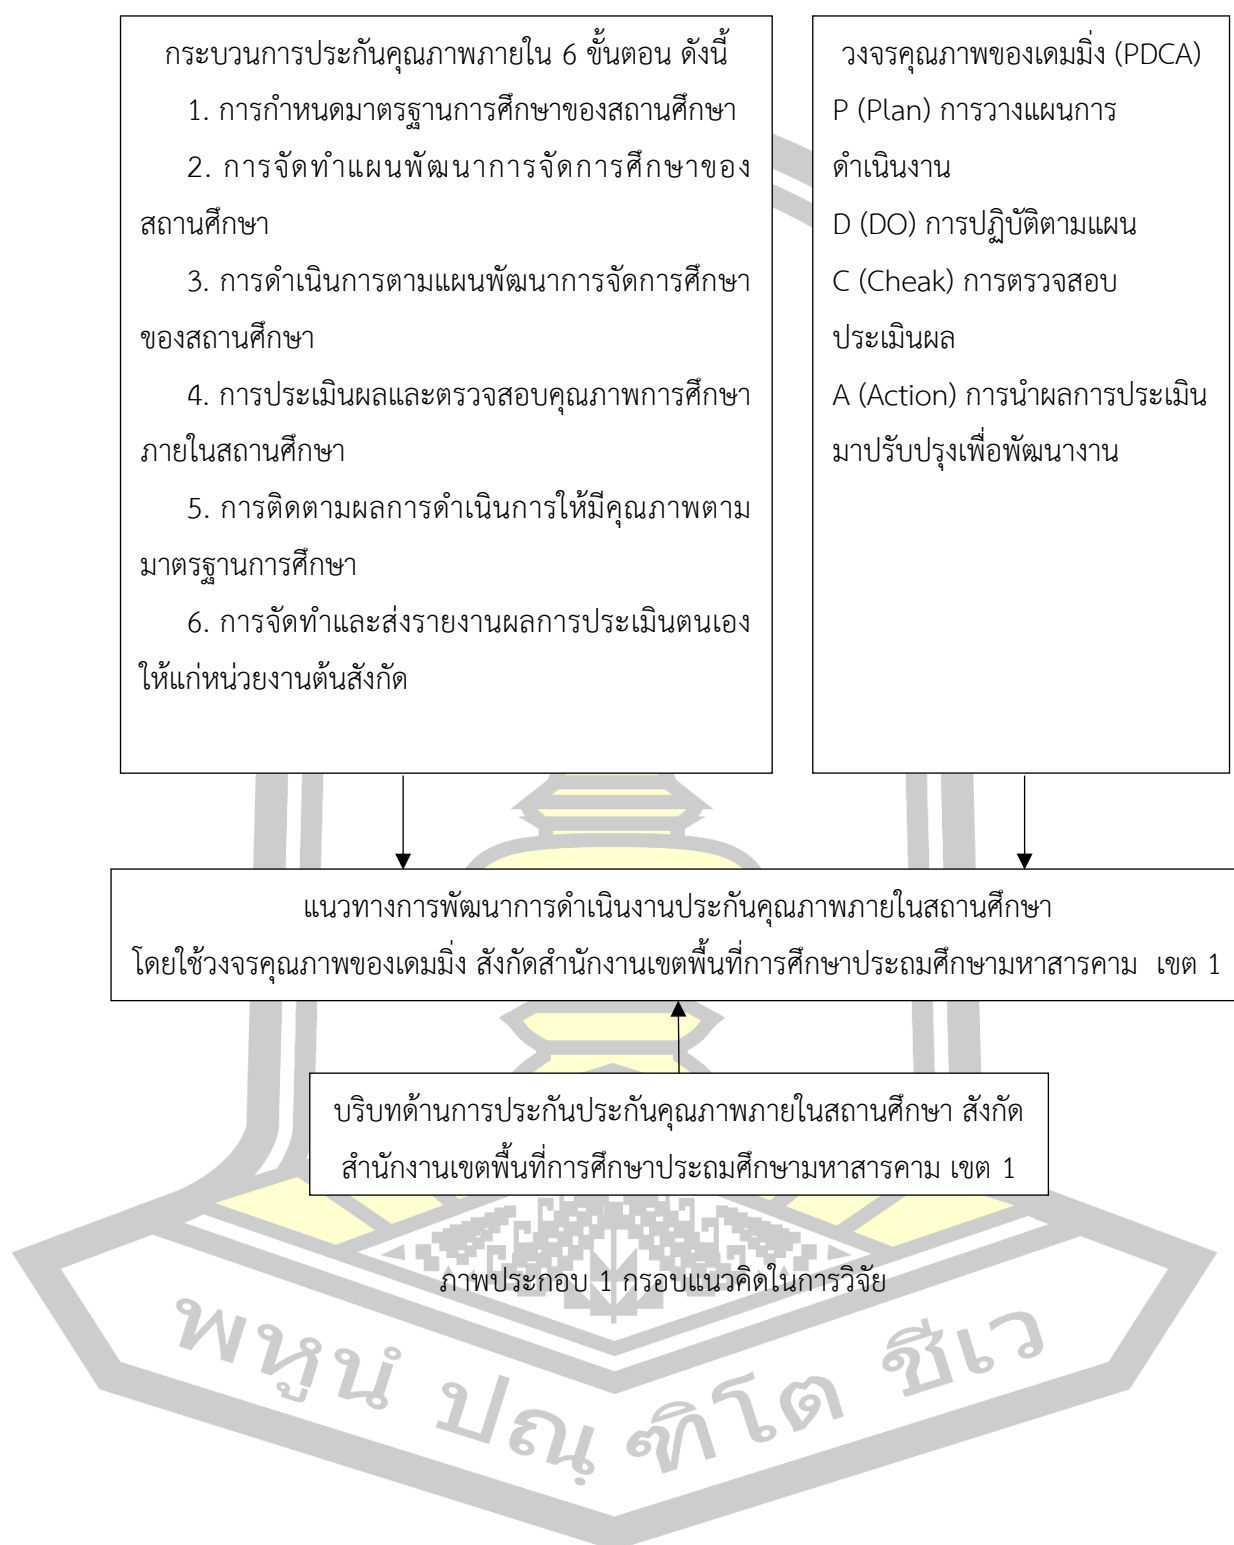 กระบวนการประกันคุณภาพภายใน 6 ขั้นตอน ดังนี้
1. การกำหนดมาตรฐานการศึกษาของสถานศึกษา
2. การจัดทำแผนพัฒนาการจัดการศึกษาของ
สถานศึกษา
3. การดำเนินการตามแผนพัฒนาการจัดการศึกษา
ของสถานศึกษา
4. การประเมินผลและตรวจสอบคุณภาพการศึกษา
ภายในสถานศึกษา
5. การติดตามผลการดำเนินการให้มีคุณภาพตาม
มาตรฐานการศึกษา
6. การจัดทำและส่งรายงานผลการประเมินตนเอง
ให้แก่หน่วยงานต้นสังกัด
วงจรคุณภาพของเดมมิ่ง (PDCA)
P (Plan) การวางแผนการ
ดำเนินงาน
D (DO) การปฏิบัติตามแผน
C (Cheak) การตรวจสอบ
ประเมินผล
A (Action) การนำผลการประเมิน
มาปรับปรุงเพื่อพัฒนางาน
แนวทางการพัฒนาการดำเนินงานประกันคุณภาพภายในสถานศึกษา
โดยใช้วงจรคุณภาพของเดมมิ่ง สังกัดสำนักงานเขตพื้นที่การศึกษาประถมศึกษามหาสารคาม เขต 1
บริบทด้านการประกันประกันคุณภาพภายในสถานศึกษา สังกัด
สำนักงานเขตพื้นที่การศึกษาประถมศึกษามหาสารคาม เขต 1
ภาพประกอบ 1 กรอบแนวคิดในการวิจัย
พหูนํ ปณฺฑิโต ชีเว